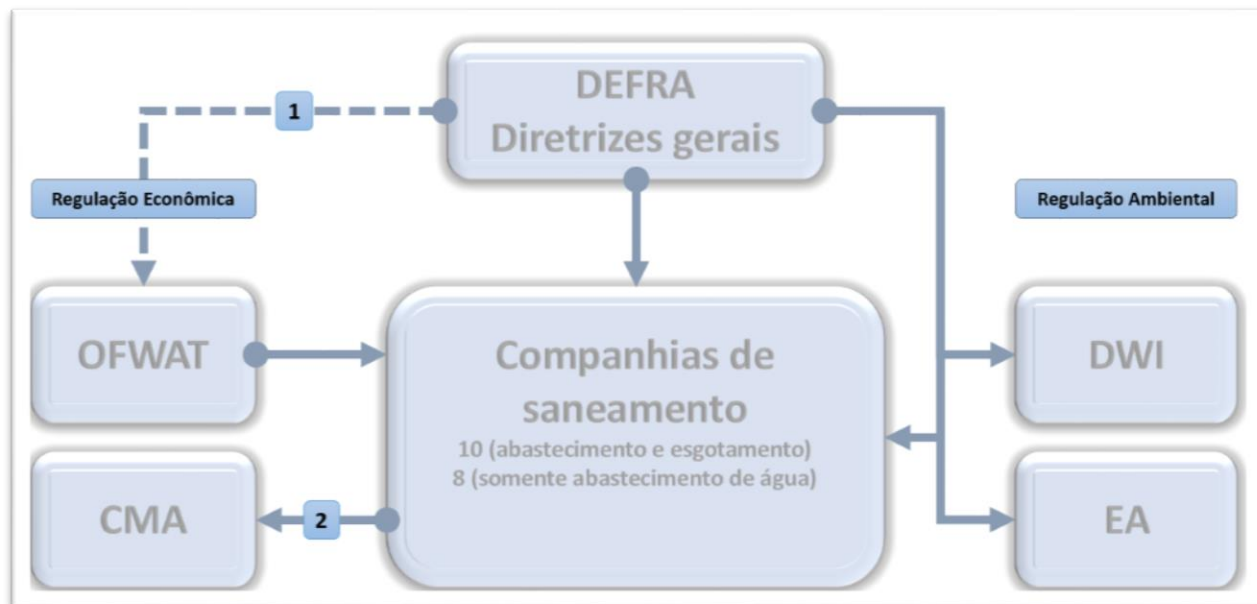 DEFRA
Diretrizes gerais
1
Regulação Econômica
Regulação Ambiental
OFWAT
Companhias de
saneamento
10 (abastecimento e esgotamento)
8 (somente abastecimento de água)
DWI
CMA
2
EA